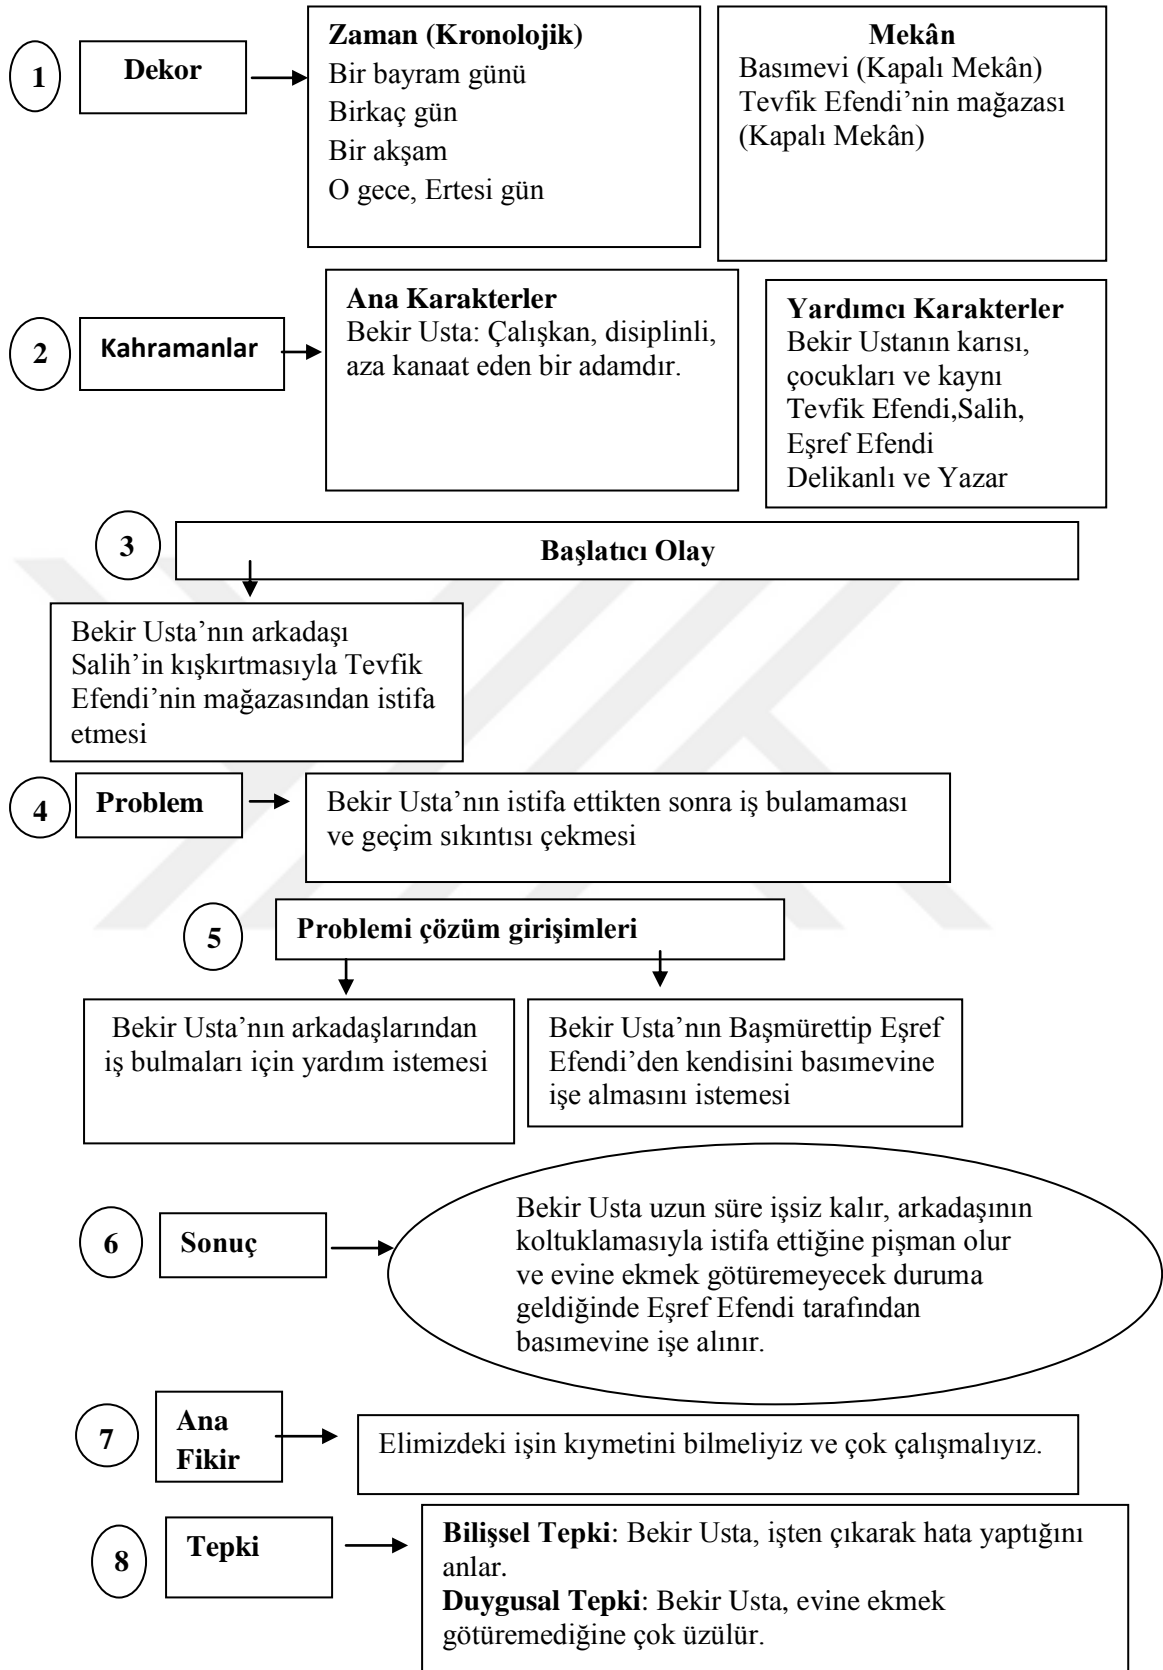 1
Dekor
Zaman (Kronolojik)
Bir bayram günü
Birkaç gün
Bir akşam
O gece, Ertesi gün
Mekân
Basımevi (Kapalı Mekân)
Tevfik Efendi’nin mağazası
(Kapalı Mekân)
2
Kahramanlar
Ana Karakterler
Bekir Usta: Çalışkan, disiplinli,
aza kanaat eden bir adamdır.
Yardımcı Karakterler
Bekir Ustanın karısı,
çocukları ve kaynı
Tevfik Efendi,Salih,
Eşref Efendi
Delikanlı ve Yazar
3
Başlatıcı Olay
Bekir Usta’nın arkadaşı
Salih’in kışkırtmasıyla Tevfik
Efendi’nin mağazasından istifa
etmesi
4
Problem
Bekir Usta’nın istifa ettikten sonra iş bulamaması
ve geçim sıkıntısı çekmesi
5
Problemi çözüm girişimleri
Bekir Usta’nın arkadaşlarından
iş bulmaları için yardım istemesi
Bekir Usta’nın Başmürettip Eşref
Efendi’den kendisini basımevine
işe almasını istemesi
6
Sonuç
Bekir Usta uzun süre işsiz kalır, arkadaşının
koltuklamasıyla istifa ettiğine pişman olur
ve evine ekmek götüremeyecek duruma
geldiğinde Eşref Efendi tarafından
basımevine işe alınır.
7
Ana
Fikir
Elimizdeki işin kıymetini bilmeliyiz ve çok çalışmalıyız.
8
Tepki
Bilişsel Tepki: Bekir Usta, işten çıkarak hata yaptığını
anlar.
Duygusal Tepki: Bekir Usta, evine ekmek
götüremediğine çok üzülür.